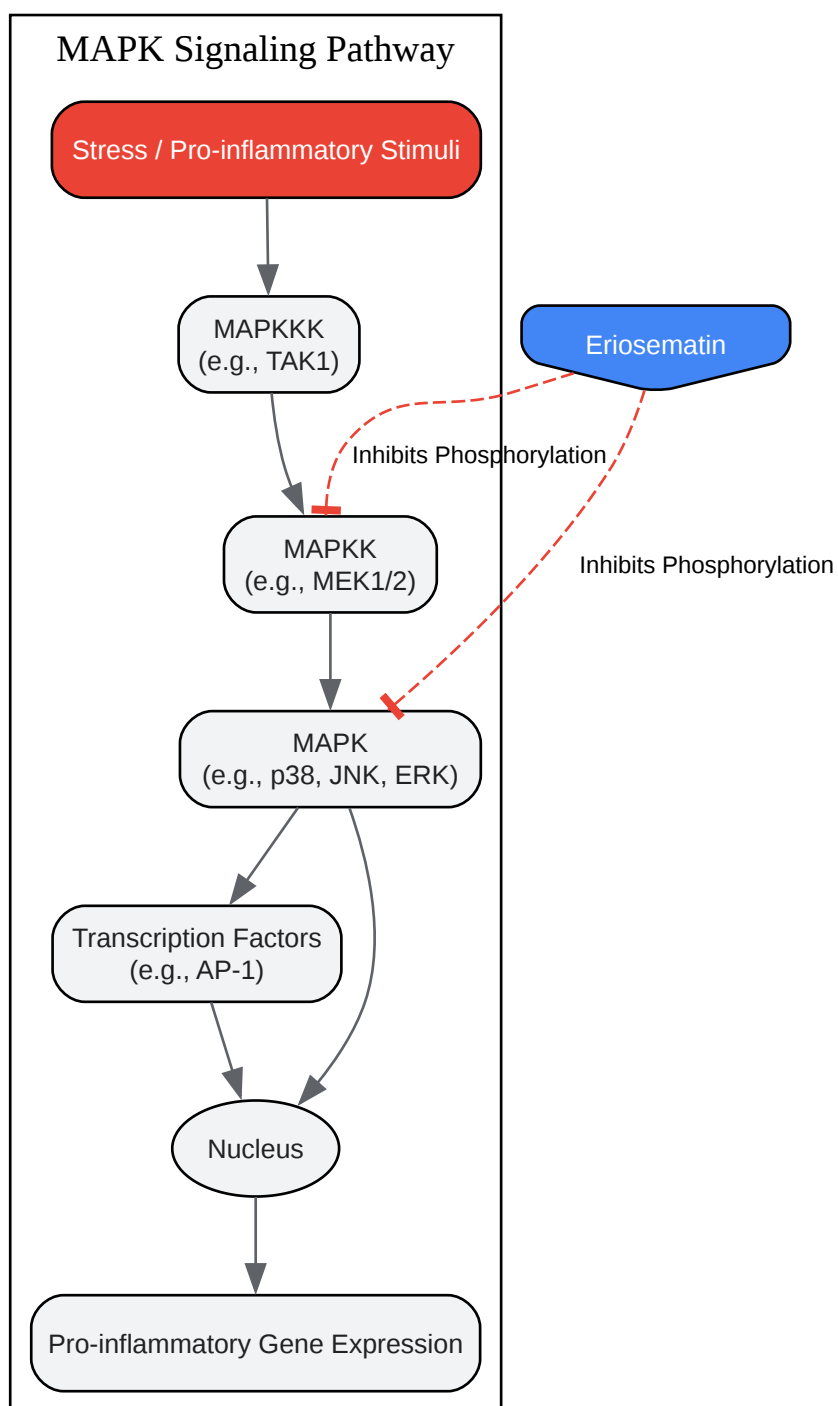 MAPK Signaling Pathway
Stress / Pro-inflammatory Stimuli
MAPKKK
(e.g., TAK1)
Eriosematin
Inhibits Phosphorylation
MAPKK
(e.g., MEK1/2)
Inhibits Phosphorylation
MAPK
(e.g., p38, JNK, ERK)
Transcription Factors
(e.g., AP-1)
Nucleus
Pro-inflammatory Gene Expression